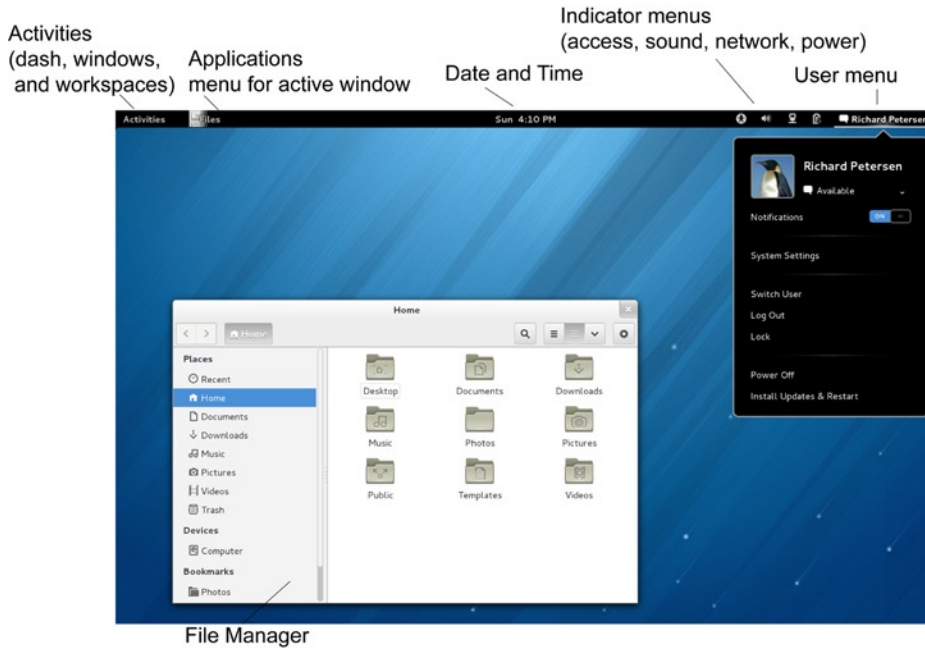 Activities
(dash, windows,
and workspaces)
Applications
menu for active window
Date and Time
Indicator menus
(access, sound, network, power)
User menu
Activities
Files
Sun 4:10 PM
Richard Petersen
Richard Petersen
Available
Notifications
ON
System Settings
Switch User
Log Out
Lock
Power Off
Install Updates & Restart
Home
Home
Places
Recent
Home
Documents
Downloads
Music
Pictures
Videos
Trash
Devices
Computer
Bookmarks
Photos
Desktop
Documents
Downloads
Music
Photos
Pictures
Public
Templates
Videos
File Manager